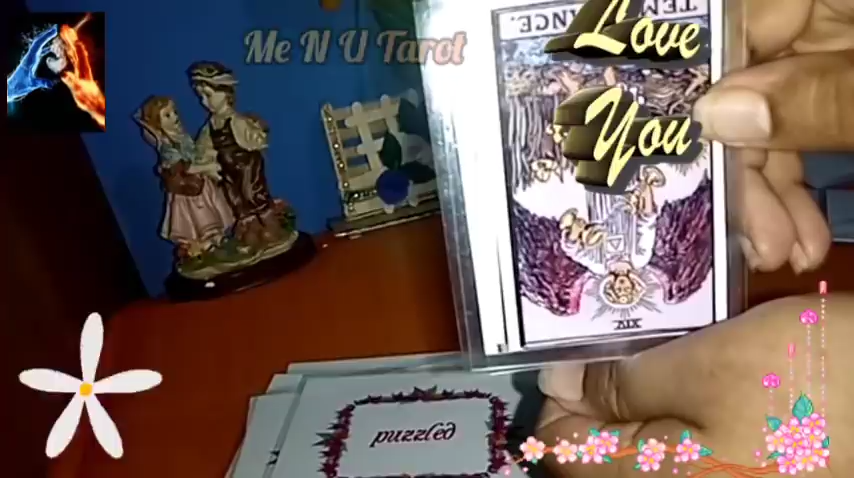 Me N U Tarot
TEMPERANCE.
Love
You
XIV
puzzled